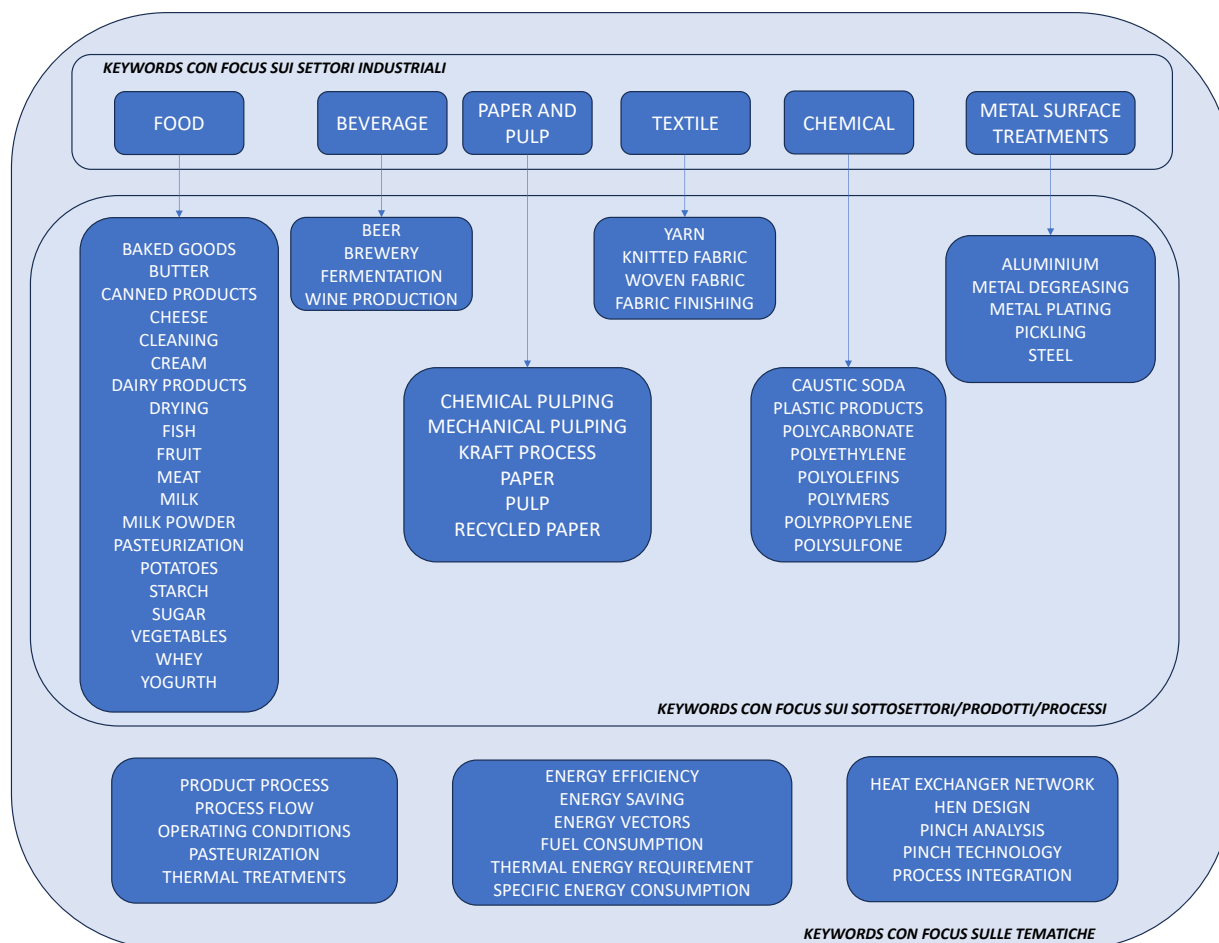 KEYWORDS CON FOCUS SUI SETTORI INDUSTRIALI
FOOD
BEVERAGE
PAPER AND
PULP
TEXTILE
CHEMICAL
METAL SURFACE
TREATMENTS
BAKED GOODS
BUTTER
CANNED PRODUCTS
CHEESE
CLEANING
CREAM
DAIRY PRODUCTS
DRYING
FISH
FRUIT
MEAT
MILK
MILK POWDER
PASTEURIZATION
POTATOES
STARCH
SUGAR
VEGETABLES
WHEY
YOGURTH
BEER
BREWERY
FERMENTATION
WINE PRODUCTION
CHEMICAL PULPING
MECHANICAL PULPING
KRAFT PROCESS
PAPER
PULP
RECYCLED PAPER
YARN
KNITTED FABRIC
WOVEN FABRIC
FABRIC FINISHING
CAUSTIC SODA
PLASTIC PRODUCTS
POLYCARBONATE
POLYETHYLENE
POLYOLEFINS
POLYMERS
POLYPROPYLENE
POLYSULFONE
ALUMINIUM
METAL DEGREASING
METAL PLATING
PICKLING
STEEL
KEYWORDS CON FOCUS SUI SOTTOSETTORI/PRODOTTI/PROCESSI
PRODUCT PROCESS
PROCESS FLOW
OPERATING CONDITIONS
PASTEURIZATION
THERMAL TREATMENTS
ENERGY EFFICIENCY
ENERGY SAVING
ENERGY VECTORS
FUEL CONSUMPTION
THERMAL ENERGY REQUIREMENT
SPECIFIC ENERGY CONSUMPTION
HEAT EXCHANGER NETWORK
HEN DESIGN
PINCH ANALYSIS
PINCH TECHNOLOGY
PROCESS INTEGRATION
KEYWORDS CON FOCUS SULLE TEMATICHE